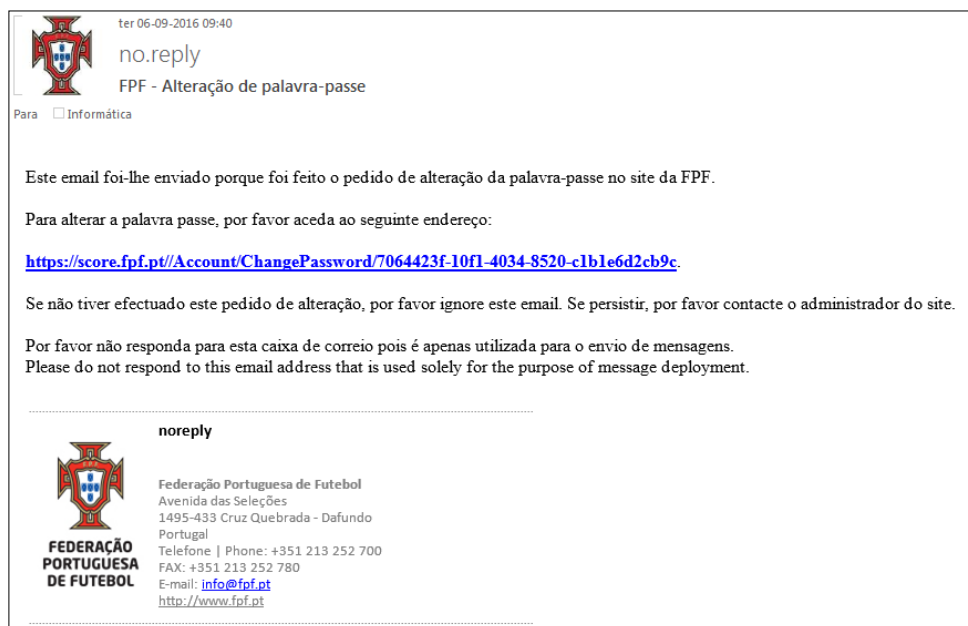 ter 06-09-2016 09:40
no.reply
FPF - Alteração de palavra-passe
Para Informática
Este email foi-lhe enviado porque foi feito o pedido de alteração da palavra-passe no site da FPF.
Para alterar a palavra passe, por favor aceda ao seguinte endereço:
https://score.fpf.pt//Account/ChangePassword/7064423f-10f1-4034-8520-c1b1e6d2cb9c.
Se não tiver efectuado este pedido de alteração, por favor ignore este email. Se persistir, por favor contacte o administrador do site.
Por favor não responda para esta caixa de correio pois é apenas utilizada para o envio de mensagens.
Please do not respond to this email address that is used solely for the purpose of message deployment.
noreply
FEDERAÇÃO
PORTUGUESA
DE FUTEBOL
Federação Portuguesa de Futebol
Avenida das Seleções
1495-433 Cruz Quebrada - Dafundo
Portugal
Telefone | Phone: +351 213 252 700
FAX: +351 213 252 780
E-mail: info@fpf.pt
http://www.fpf.pt